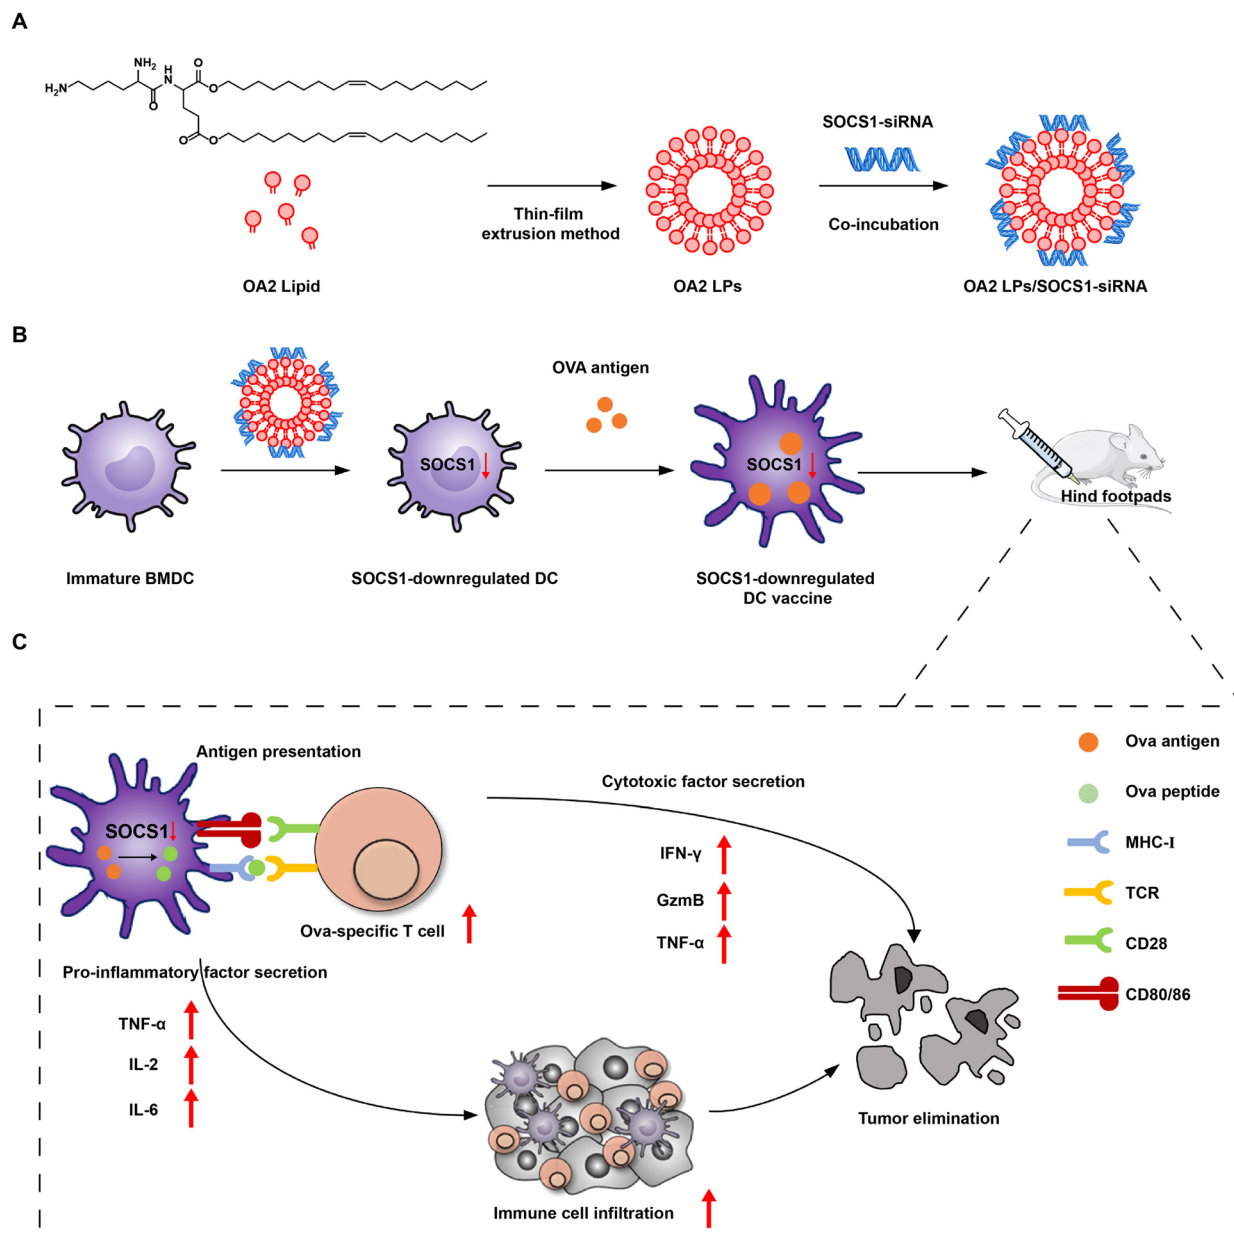 A
NH₂
H₂N
H
N
O
O
O
O
O
SOCS1-siRNA
Thin-film
extrusion method
Co-incubation
OA2 Lipid
OA2 LPs
OA2 LPs/SOCS1-siRNA
B
OVA antigen
SOCS1
SOCS1
Hind footpads
Immature BMDC
SOCS1-downregulated DC
SOCS1-downregulated
DC vaccine
C
Antigen presentation
SOCS1
Ova-specific T cell
Cytotoxic factor secretion
IFN-γ
GzmB
TNF-α
Pro-inflammatory factor secretion
TNF-α
IL-2
IL-6
Immune cell infiltration
Tumor elimination
Ova antigen
Ova peptide
MHC-I
TCR
CD28
CD80/86